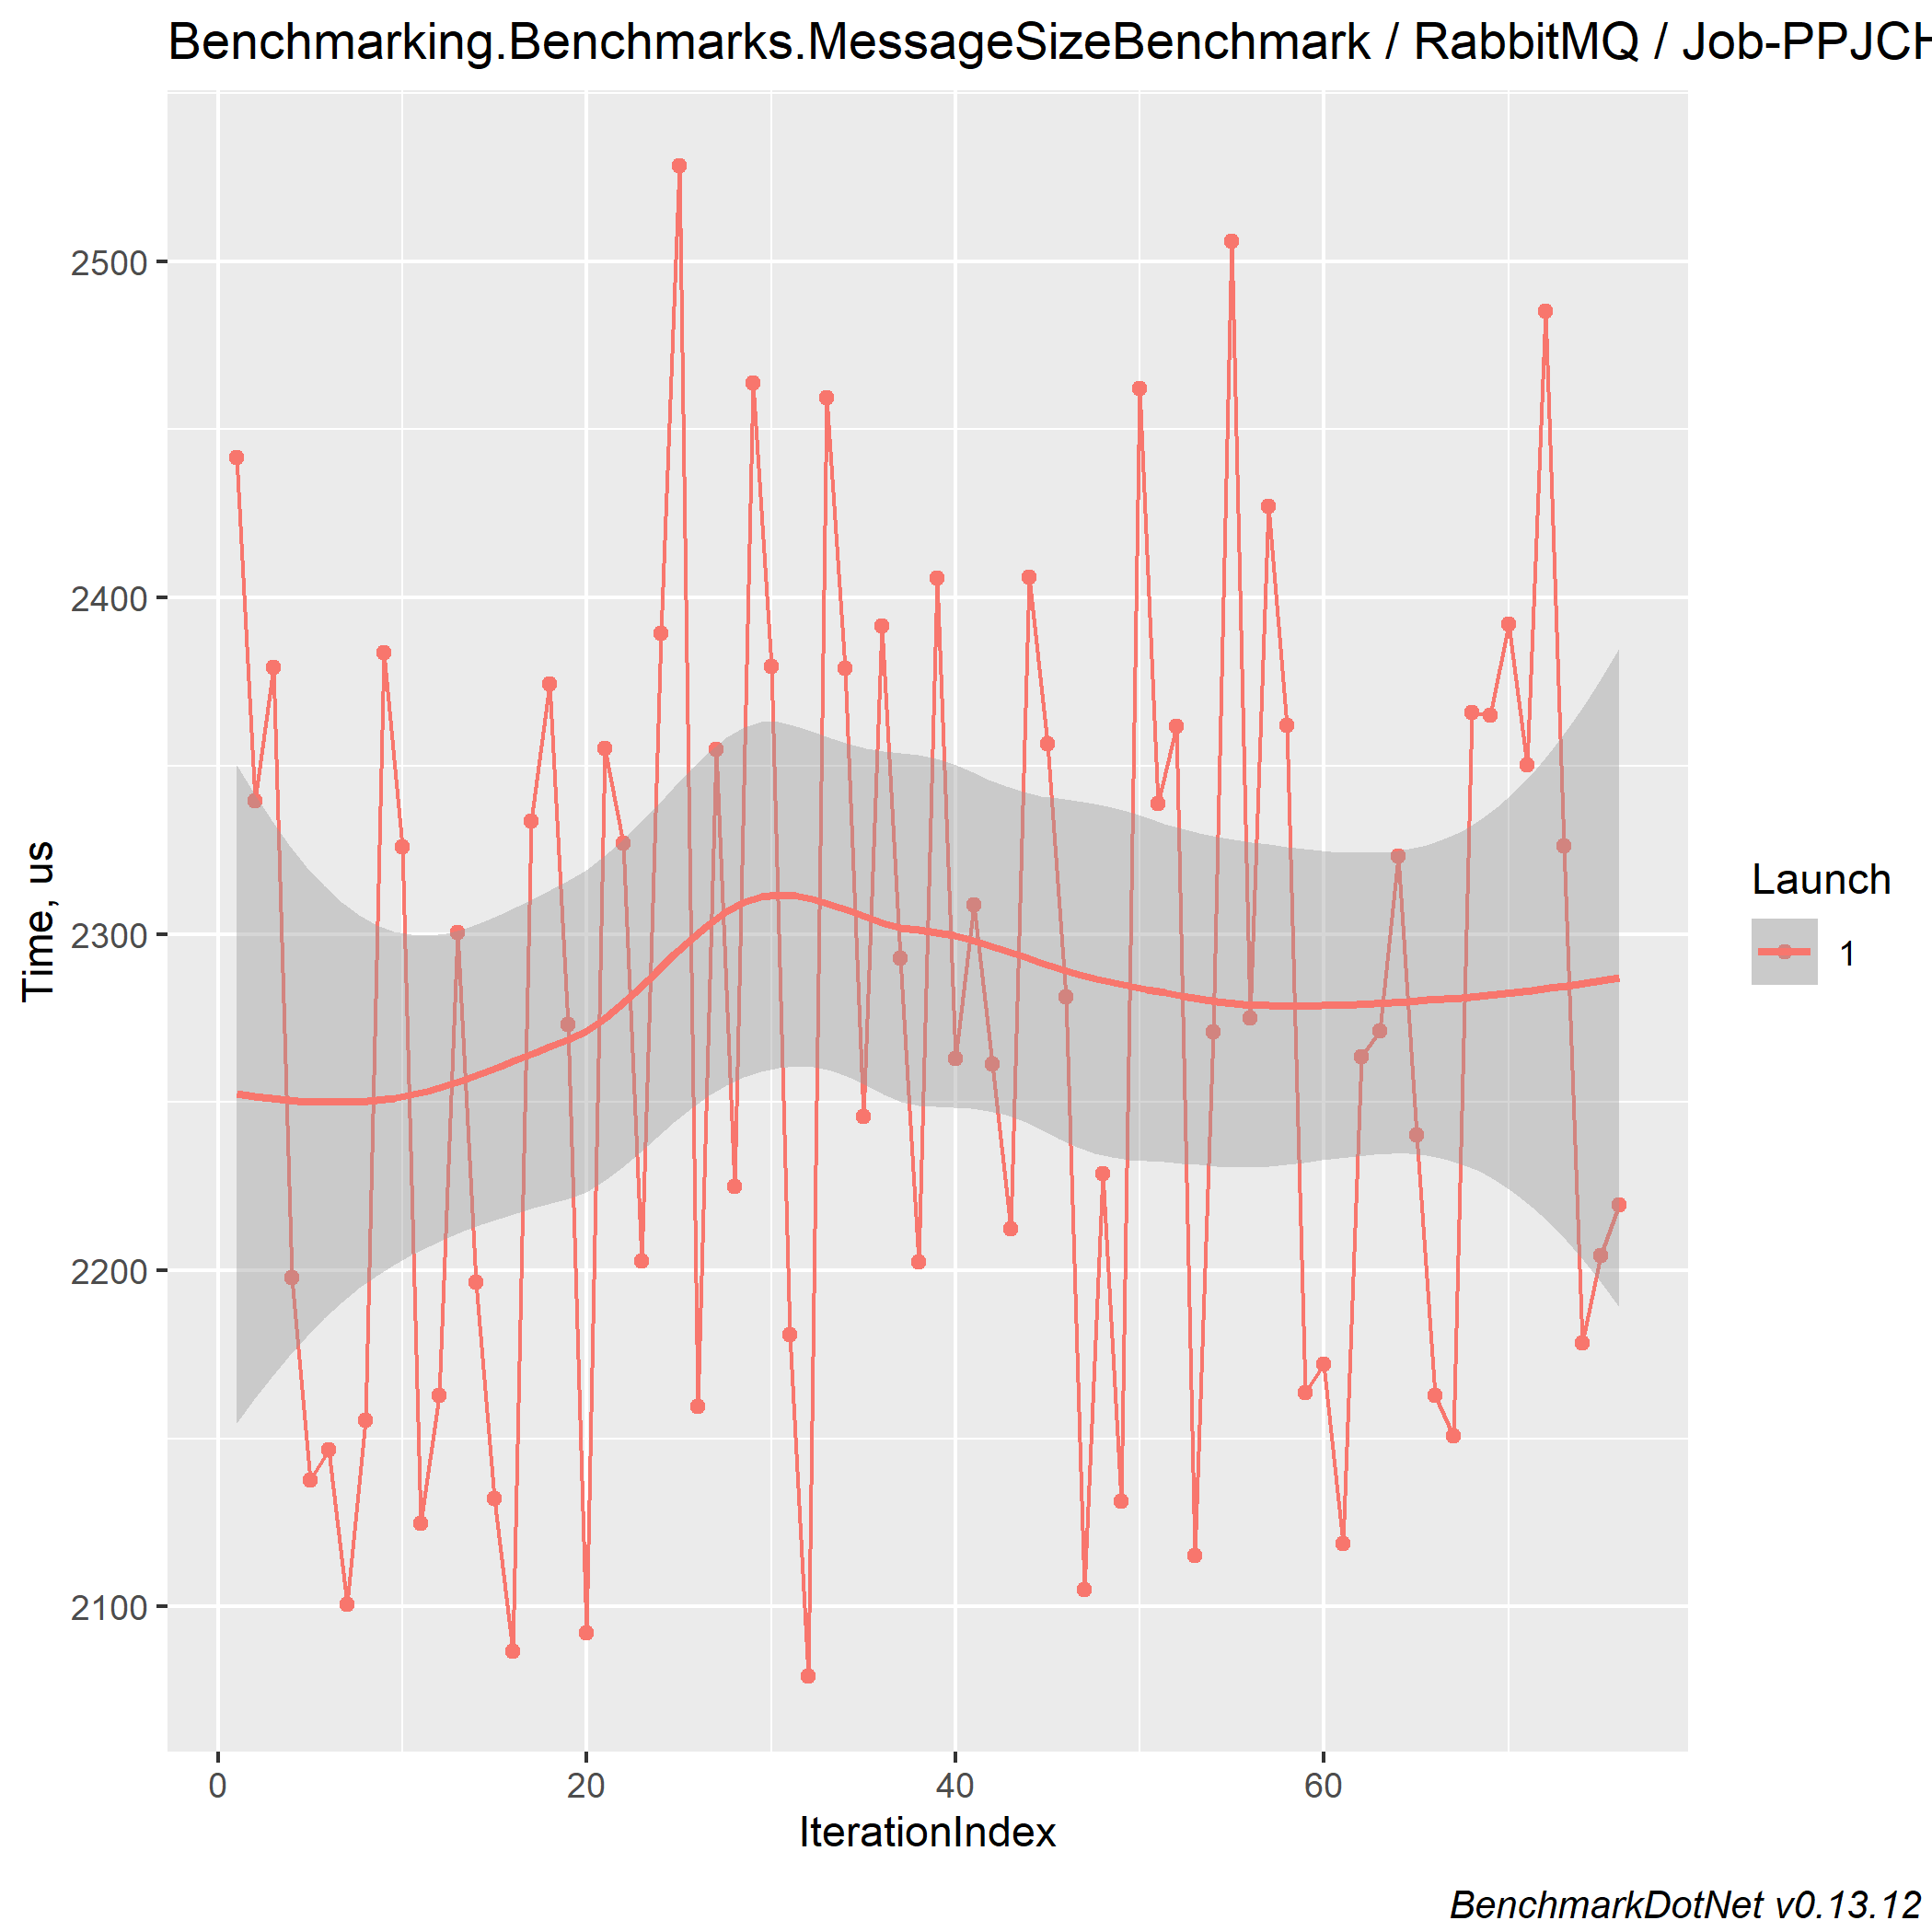 Benchmarking.Benchmarks.MessageSizeBenchmark / RabbitMQ / Job-PPJCH
2500
2400
2300
2200
2100
Time, us
0 20 40 60
IterationIndex
Launch
1
BenchmarkDotNet v0.13.12